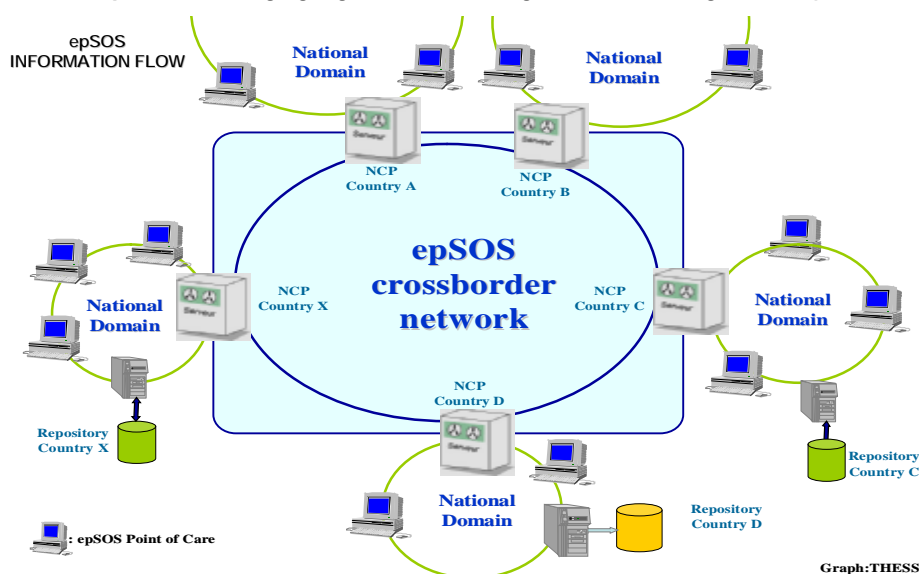 epSOS
INFORMATION FLOW
National
Domain
National
Domain
Serveur
Serveur
NCP
Country A
NCP
Country B
epSOS
crossborder
network
National
Domain
Serveur
NCP
Country X
NCP
Country C
Serveur
National
Domain
NCP
Country D
Serveur
Repository
Country X
National
Domain
Repository
Country C
Repository
Country D
: epSOS Point of Care
Graph:THESS